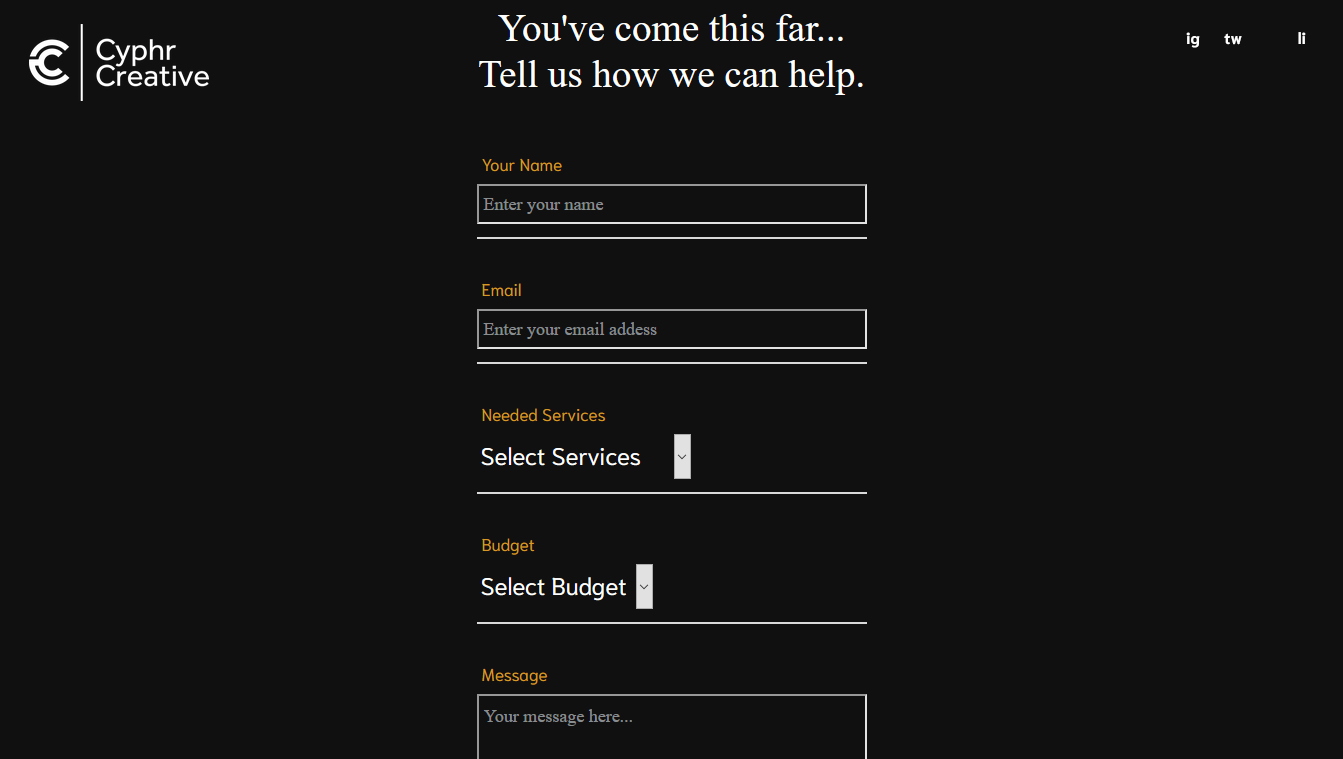 Cyphr
Creative
You've come this far...
Tell us how we can help.
ig tw li
Your Name
Enter your name
Email
Enter your email addess
Needed Services
Select Services
Budget
Select Budget
Message
Your message here...